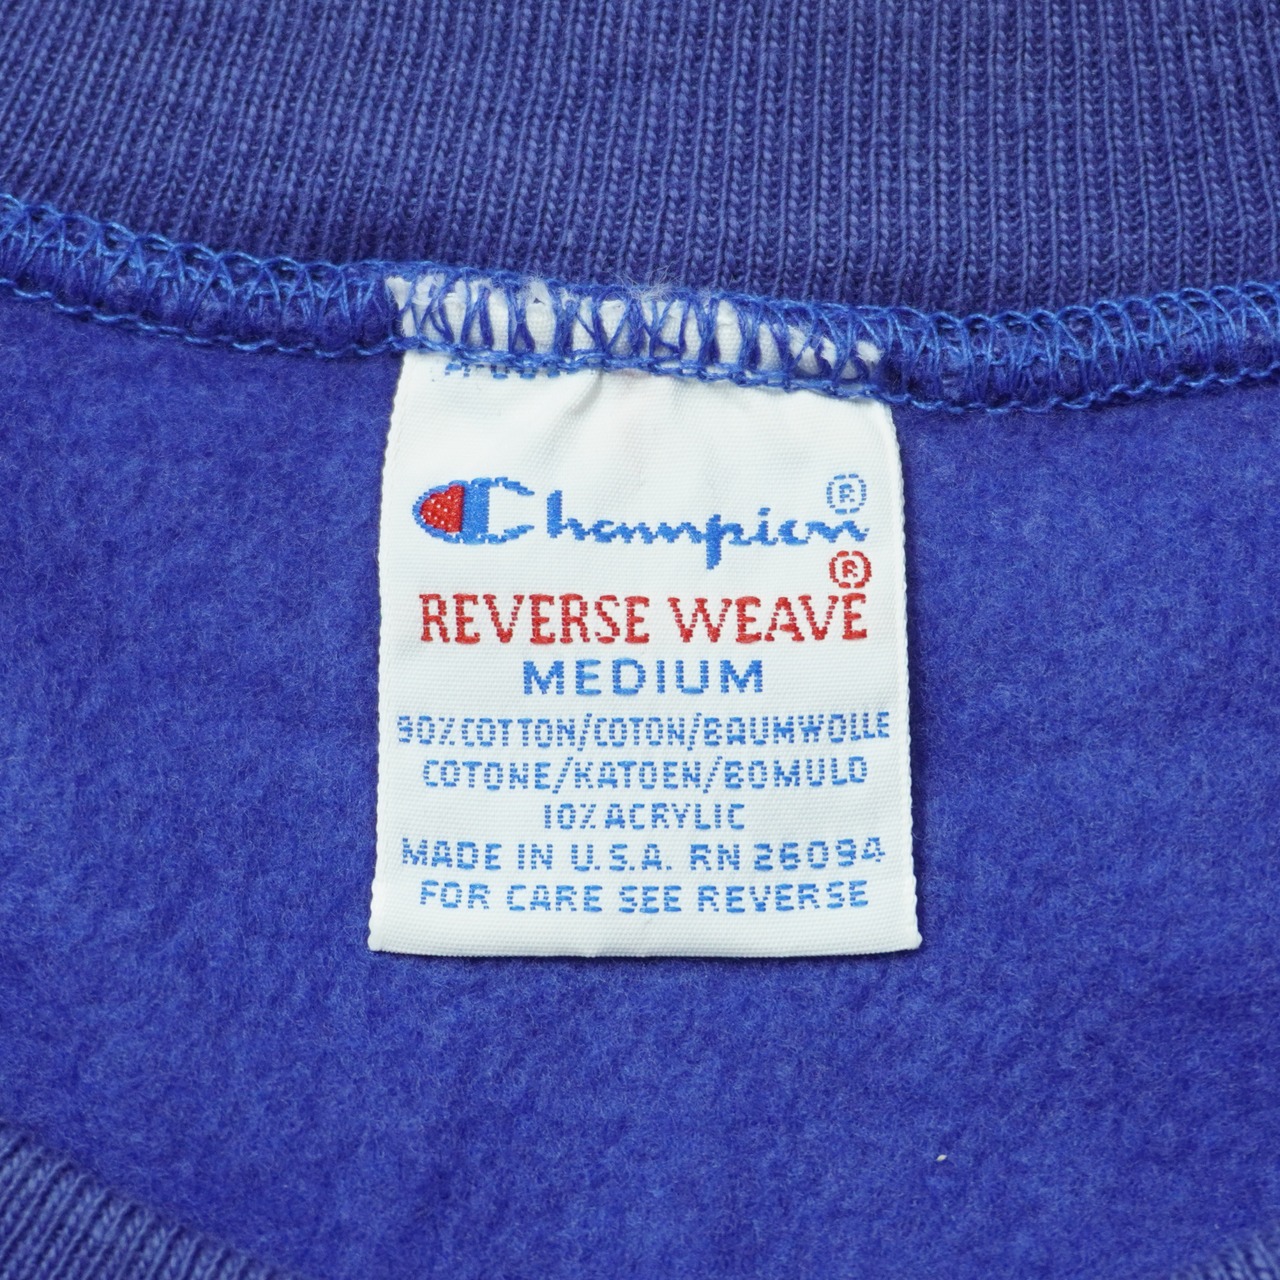 Champion®
REVERSE WEAVE®
MEDIUM
90% COTTON/COTON/BAUMWOLLE
COTONE/KATOEN/BOMULD
10% ACRYLIC
MADE IN U.S.A. RN 26094
FOR CARE SEE REVERSE